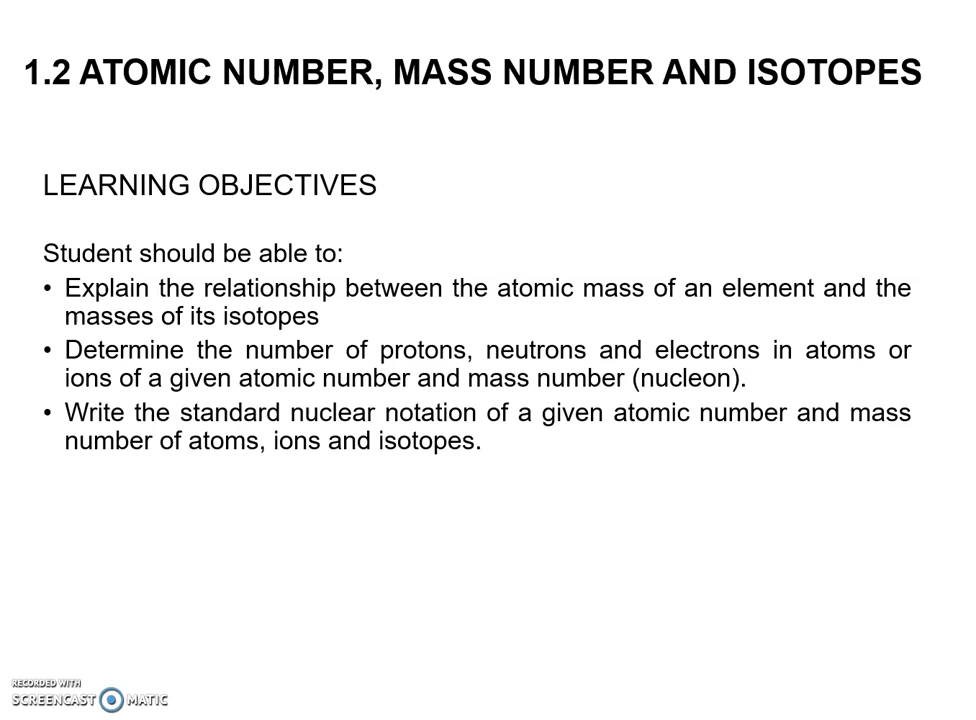 1.2 ATOMIC NUMBER, MASS NUMBER AND ISOTOPES
LEARNING OBJECTIVES
Student should be able to:
• Explain the relationship between the atomic mass of an element and the
masses of its isotopes
• Determine the number of protons, neutrons and electrons in atoms or
ions of a given atomic number and mass number (nucleon).
• Write the standard nuclear notation of a given atomic number and mass
number of atoms, ions and isotopes.
RECORDED WITH
SCREENCAST MATIC